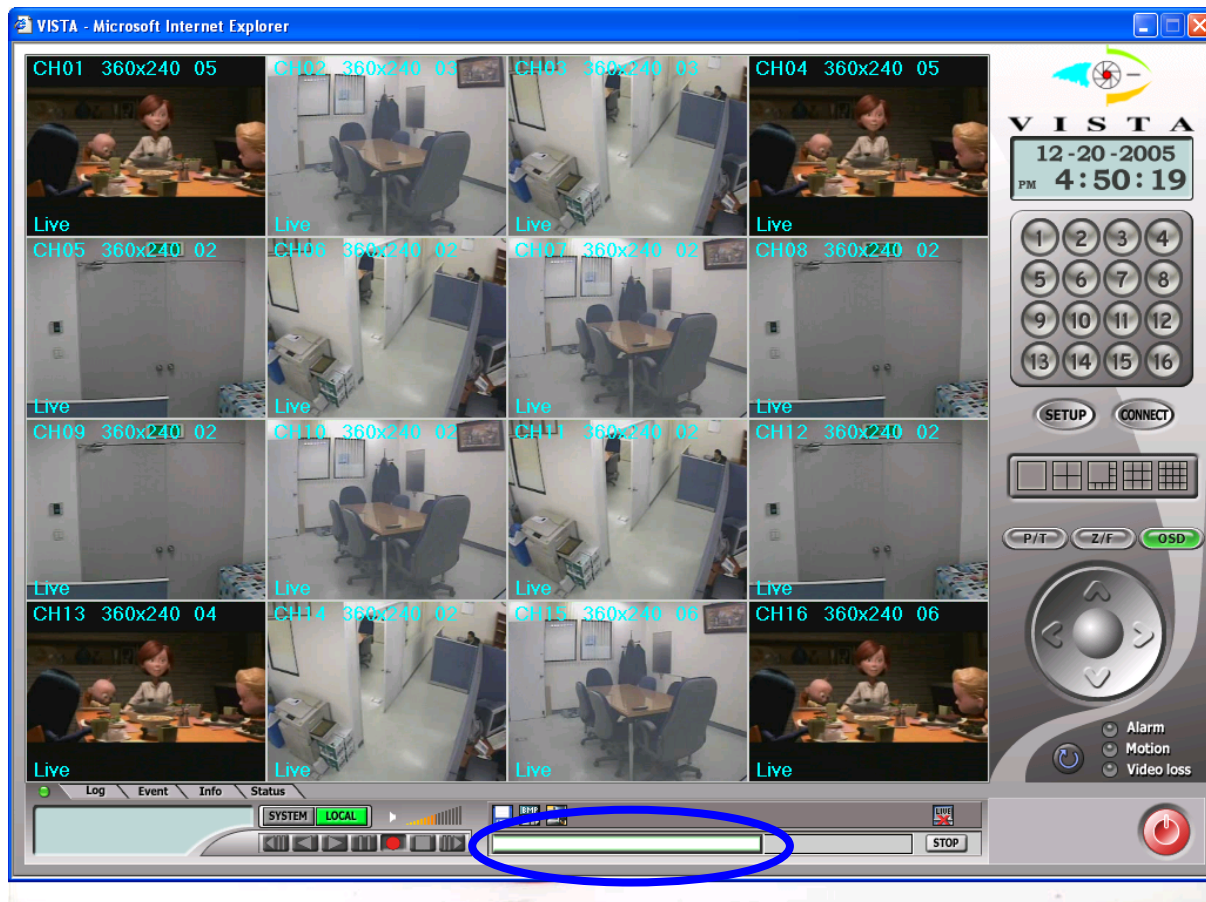 VISTA - Microsoft Internet Explorer
CH01 360x240 05
CH02 360x240 03
CH03 360x240 03
CH04 360x240 05
Live Live Live Live
CH05 360x240 02
CH06 360x240 02
CH07 360x240 02
CH08 360x240 02
Live Live Live Live
CH09 360x240 02
CH10 360x240 02
CH11 360x240 02
CH12 360x240 02
Live Live Live Live
CH13 360x240 04
CH14 360x240 02
CH15 360x240 06
CH16 360x240 06
Live Live Live Live
VISTA
12-20-2005
PM 4:50:19
1 2 3 4
5 6 7 8
9 10 11 12
13 14 15 16
SETUP CONNECT
P/T Z/F OSD
Alarm
Motion
Video loss
Log Event Info Status
SYSTEM LOCAL
BMP
LIVE
STOP